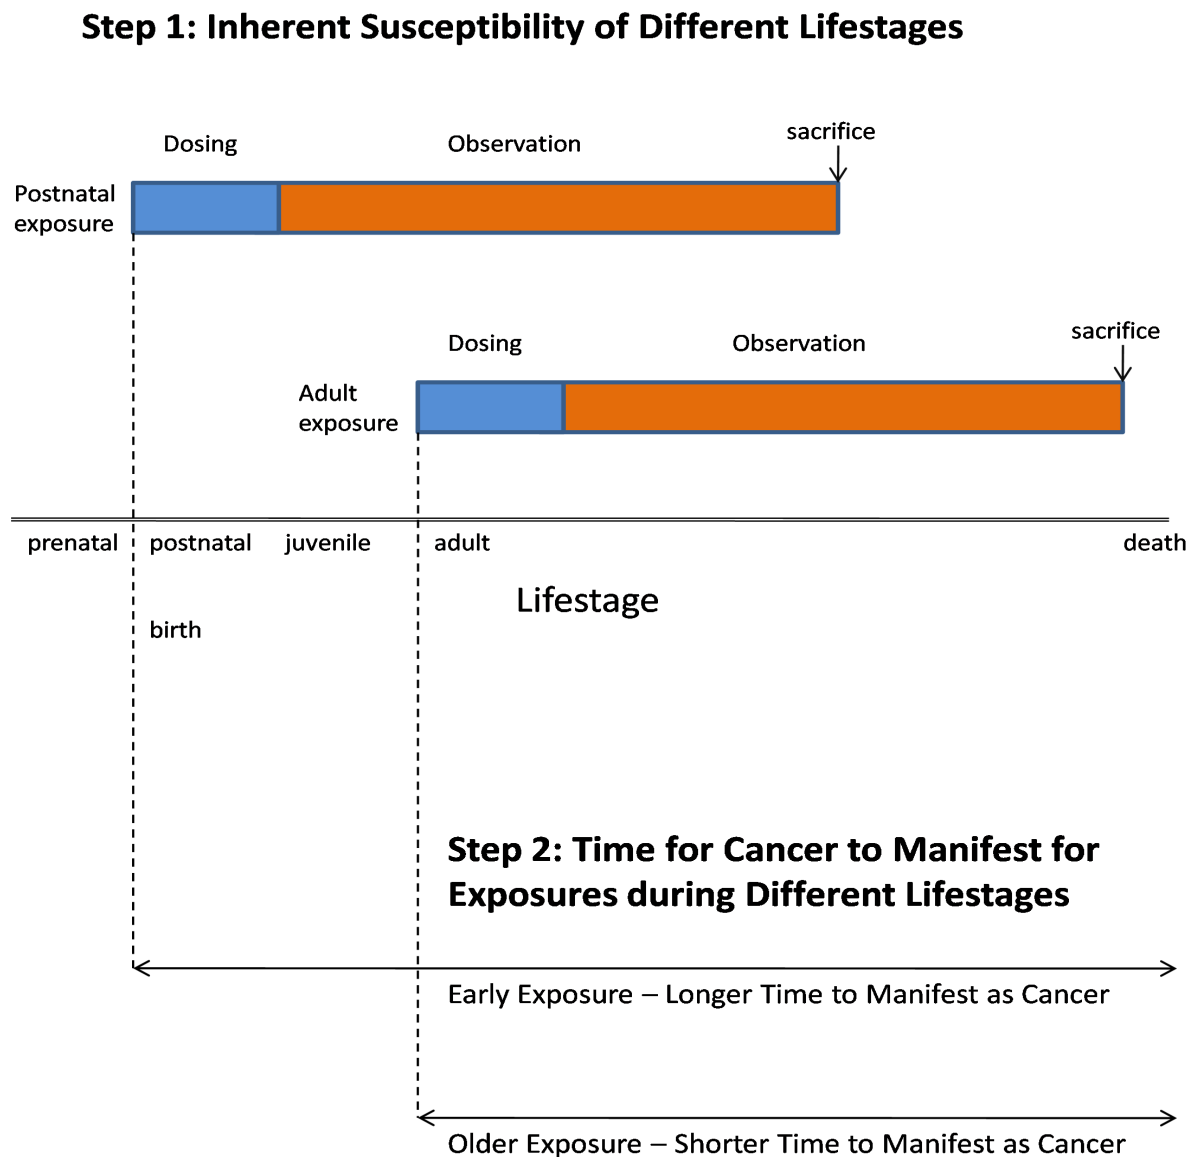 Step 1: Inherent Susceptibility of Different Lifestages
sacrifice
Dosing
Observation
Postnatal
exposure
sacrifice
Dosing
Observation
Adult
exposure
prenatal
postnatal
juvenile
adult
death
Lifestage
birth
Step 2: Time for Cancer to Manifest for
Exposures during Different Lifestages
Early Exposure – Longer Time to Manifest as Cancer
Older Exposure – Shorter Time to Manifest as Cancer